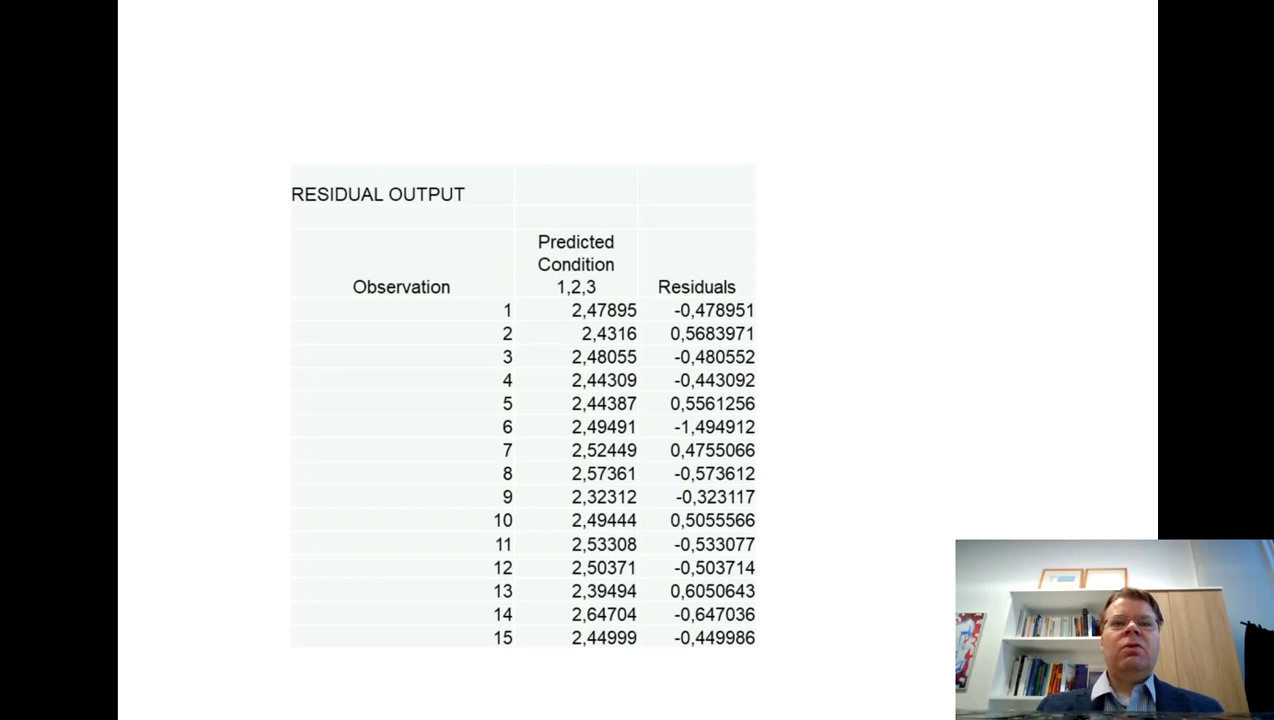 RESIDUAL OUTPUT
Predicted
Condition
Observation 1,2,3 Residuals
1 2,47895 -0,478951
2 2,4316 0,5683971
3 2,48055 -0,480552
4 2,44309 -0,443092
5 2,44387 0,5561256
6 2,49491 -1,494912
7 2,52449 0,4755066
8 2,57361 -0,573612
9 2,32312 -0,323117
10 2,49444 0,5055566
11 2,53308 -0,533077
12 2,50371 -0,503714
13 2,39494 0,6050643
14 2,64704 -0,647036
15 2,44999 -0,449986